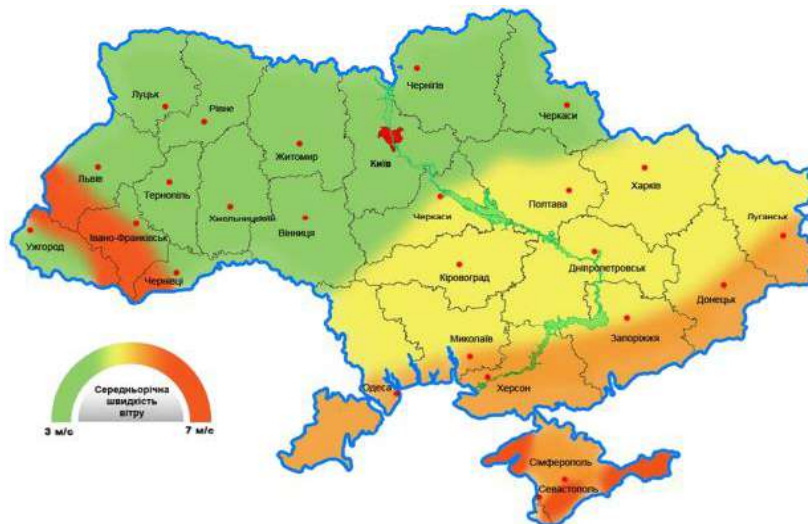 Чернігів
Луцьк
Рівне
Черкаси
Житомир
Київ
Львів
Тернопіль
Харків
Полтава
Черкаси
Хмельницький
Луганськ
Вінниця
Івано-Франківськ
Ужгород
Дніпропетровськ
Чернівці
Кіровоград
Донецьк
Запоріжжя
Миколаїв
Одеса
Херсон
Середньорічна
швидкість
вітру
3 м/с
7 м/с
Сімферополь
Севастополь